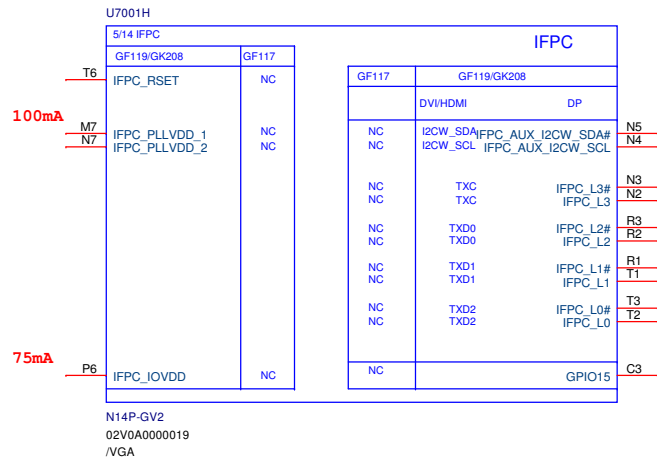 U7001H
5/14 IFPC
IFPC
GF119/GK208 GF117
GF117 GF119/GK208
T6 IFPC_RSET NC
DVI/HDMI DP
100mA
M7 IFPC_PLLVDD_1 NC
N7 IFPC_PLLVDD_2 NC
NC I2CW_SDA IFPC_AUX_I2CW_SDA# N5
NC I2CW_SCL IFPC_AUX_I2CW_SCL N4
NC TXC IFPC_L3# N3
NC TXC IFPC_L3 N2
NC TXD0 IFPC_L2# R3
NC TXD0 IFPC_L2 R2
NC TXD1 IFPC_L1# R1
NC TXD1 IFPC_L1 T1
NC TXD2 IFPC_L0# T3
NC TXD2 IFPC_L0 T2
75mA
P6 IFPC_IOVDD NC
NC GPIO15 C3
N14P-GV2
02V0A0000019
/VGA